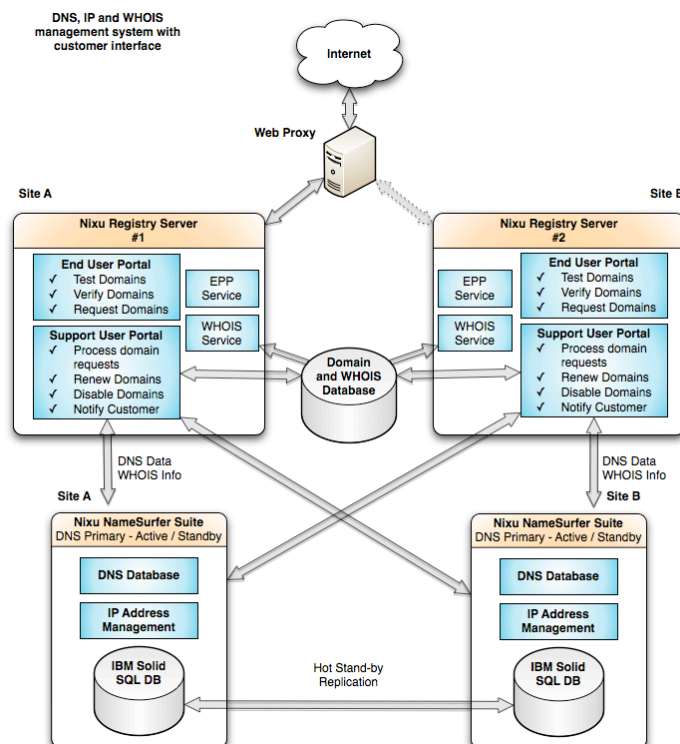 DNS, IP and WHOIS
management system with
customer interface
Internet
Web Proxy
Site A
Site B
Nixu Registry Server
#1
End User Portal
✓ Test Domains
✓ Verify Domains
✓ Request Domains
Support User Portal
✓ Process domain
requests
✓ Renew Domains
✓ Disable Domains
✓ Notify Customer
EPP
Service
WHOIS
Service
Domain
and WHOIS
Database
Nixu Registry Server
#2
EPP
Service
WHOIS
Service
End User Portal
✓ Test Domains
✓ Verify Domains
✓ Request Domains
Support User Portal
✓ Process domain
requests
✓ Renew Domains
✓ Disable Domains
✓ Notify Customer
DNS Data
WHOIS Info
DNS Data
WHOIS Info
Site A
Site B
Nixu NameSurfer Suite
DNS Primary - Active / Standby
DNS Database
IP Address
Management
IBM Solid
SQL DB
Hot Stand-by
Replication
Nixu NameSurfer Suite
DNS Primary - Active / Standby
DNS Database
IP Address
Management
IBM Solid
SQL DB